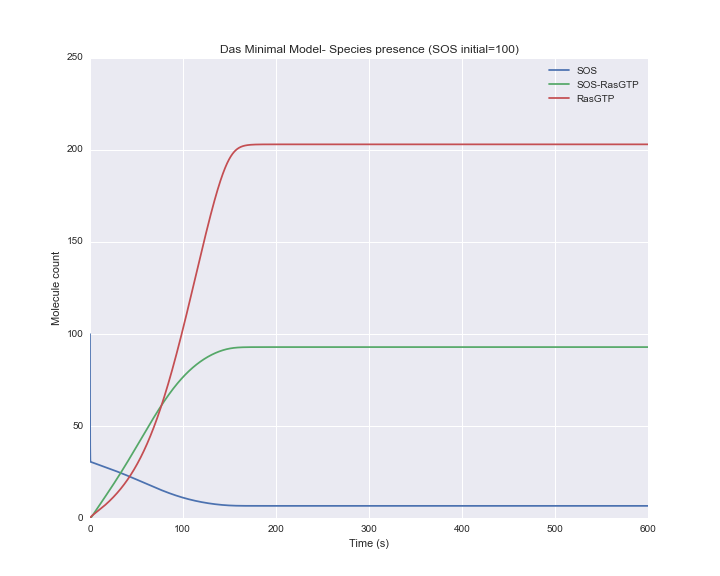 Das Minimal Model- Species presence (SOS initial=100)
250
200
150
100
50
0
Molecule count
SOS
SOS-RasGTP
RasGTP
0
100
200
300
400
500
600
Time (s)